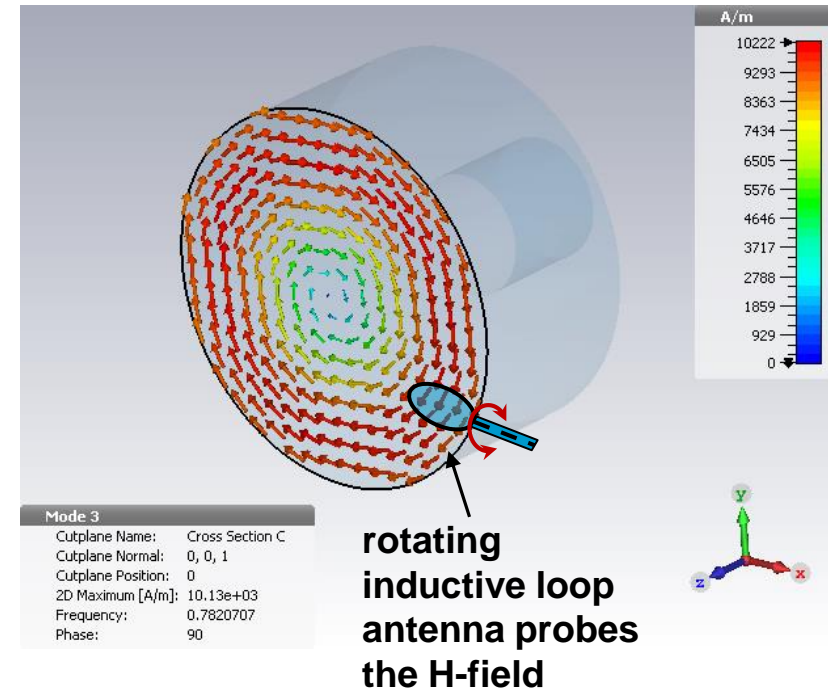 A/m
10222
9293
8363
7434
6505
5576
4646
3717
2788
1859
929
0
Mode 3
Cutplane Name: Cross Section C
Cutplane Normal: 0, 0, 1
Cutplane Position: 0
2D Maximum [A/m]: 10.13e+03
Frequency: 0.7820707
Phase: 90
rotating
inductive loop
antenna probes
the H-field
y
z
x